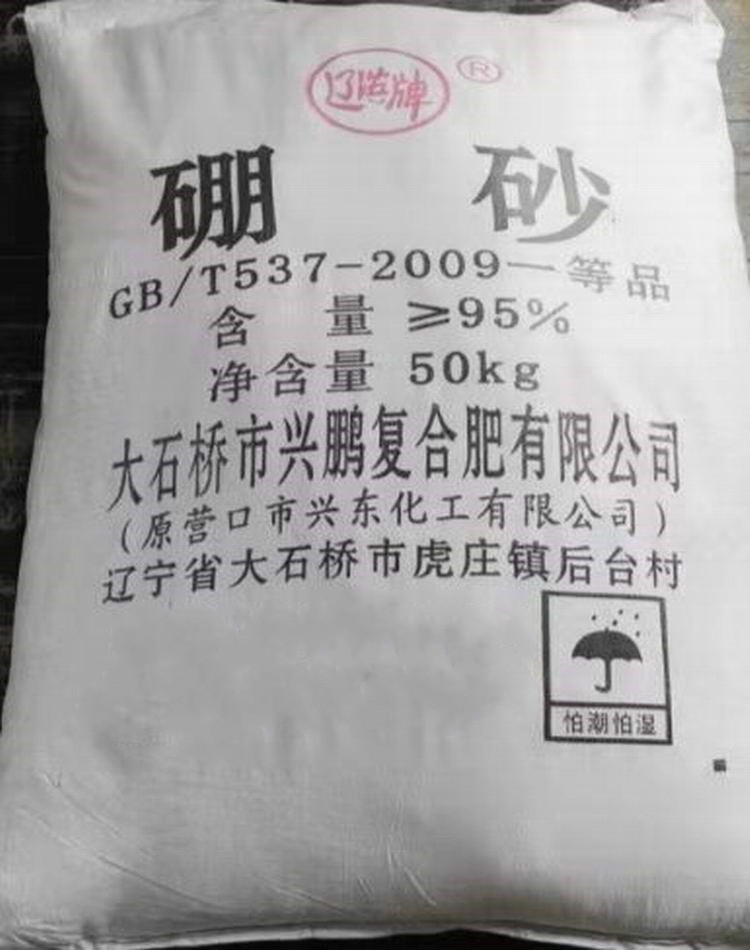 辽滨牌 ®
硼 砂
GB/T537-2009一等品
含 量 ≥95%
净含量 50kg
大石桥市兴鹏复合肥有限公司
(原营口市兴东化工有限公司)
辽宁省大石桥市虎庄镇后台村
怕潮怕湿